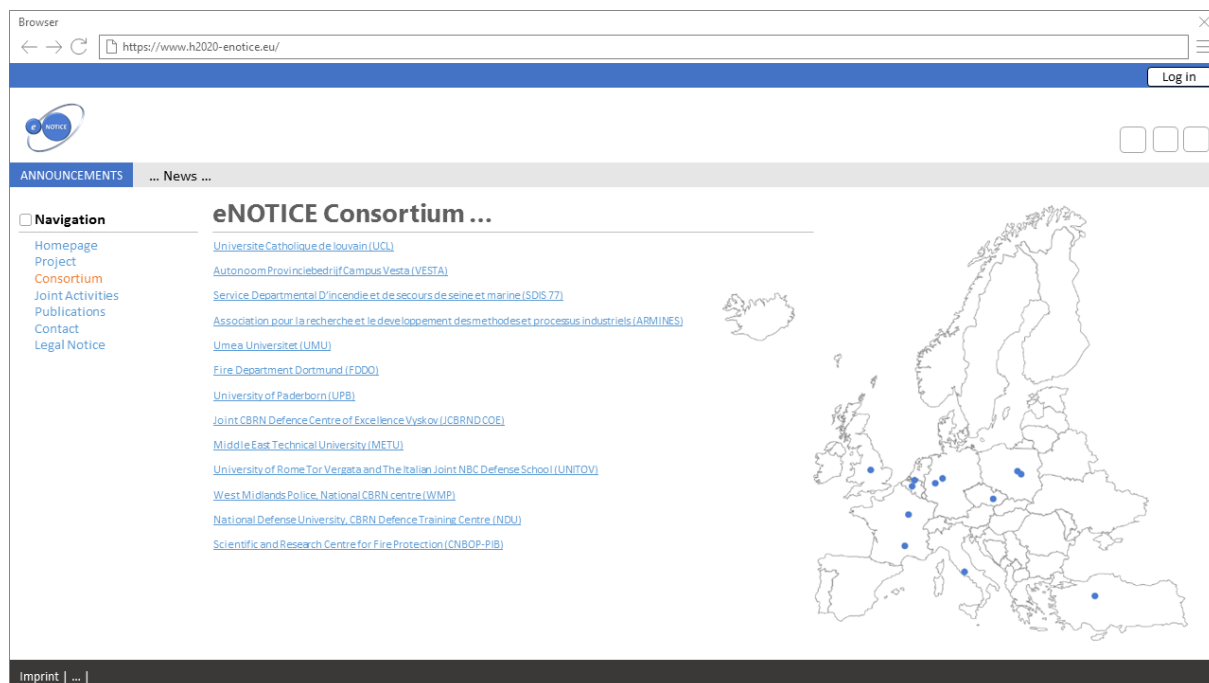 Browser
https://www.h2020-enotice.eu/
Log in
e NOTICE
ANNOUNCEMENTS ... News ...
Navigation
Homepage
Project
Consortium
Joint Activities
Publications
Contact
Legal Notice
eNOTICE Consortium ...
Universite Catholique de louvain (UCL)
Autonoom Provinciebedrijf Campus Vesta (VESTA)
Service Departmental D'incendie et de secours de seine et marine (SDIS 77)
Association pour la recherche et le developpement des methodes et processus industriels (ARMINES)
Umea Universitet (UMU)
Fire Department Dortmund (FDDO)
University of Paderborn (UPB)
Joint CBRN Defence Centre of Excellence Vyskov (JCBRND COE)
Middle East Technical University (METU)
University of Rome Tor Vergata and The Italian Joint NBC Defense School (UNITOV)
West Midlands Police, National CBRN centre (WMP)
National Defense University, CBRN Defence Training Centre (NDU)
Scientific and Research Centre for Fire Protection (CNBOP-PIB)
Imprint | ... |